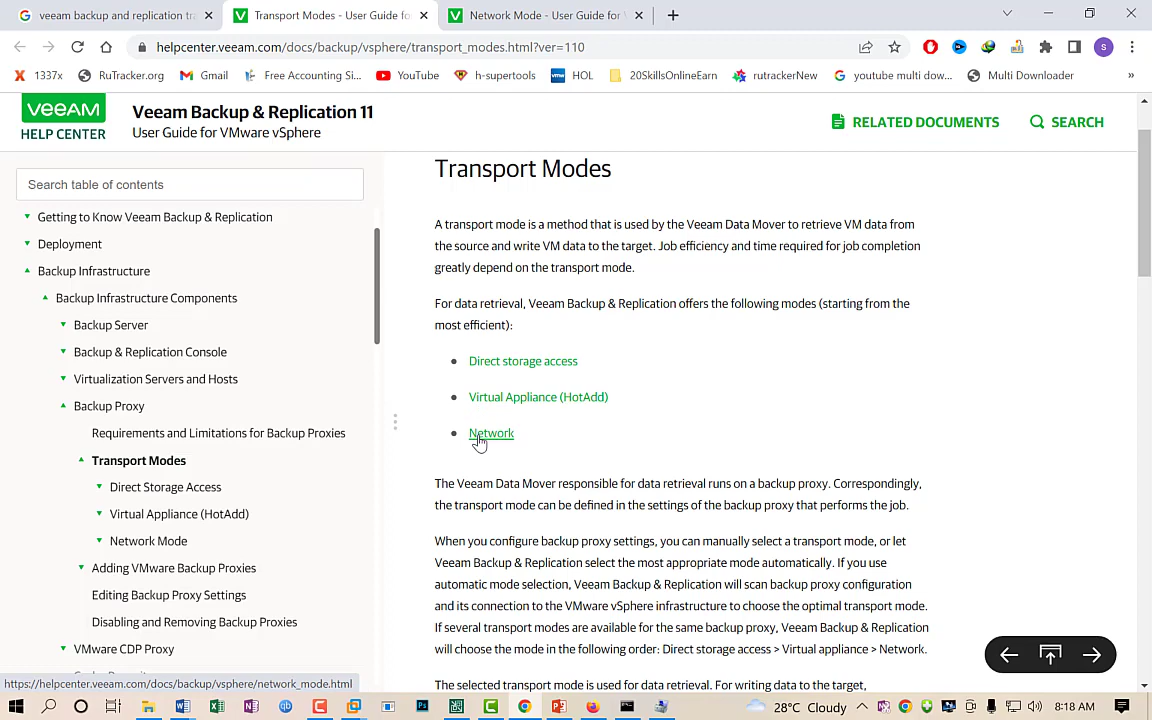 veeam backup and replication tra
Transport Modes - User Guide fo
Network Mode - User Guide for V
helpcenter.veeam.com/docs/backup/vsphere/transport_modes.html?ver=110
S
1337x
RuTracker.org
Gmail
Free Accounting Si...
YouTube
h-supertools
HOL
20SkillsOnlineEarn
rutrackerNew
youtube multi dow...
Multi Downloader
»
veeAM
HELP CENTER
Veeam Backup & Replication 11
User Guide for VMware vSphere
RELATED DOCUMENTS
SEARCH
Search table of contents
Getting to Know Veeam Backup & Replication
Deployment
Backup Infrastructure
Backup Infrastructure Components
Backup Server
Backup & Replication Console
Virtualization Servers and Hosts
Backup Proxy
Requirements and Limitations for Backup Proxies
Transport Modes
Direct Storage Access
Virtual Appliance (HotAdd)
Network Mode
Adding VMware Backup Proxies
Editing Backup Proxy Settings
Disabling and Removing Backup Proxies
VMware CDP Proxy
Transport Modes
A transport mode is a method that is used by the Veeam Data Mover to retrieve VM data from
the source and write VM data to the target. Job efficiency and time required for job completion
greatly depend on the transport mode.
For data retrieval, Veeam Backup & Replication offers the following modes (starting from the
most efficient):
Direct storage access
Virtual Appliance (HotAdd)
Network
The Veeam Data Mover responsible for data retrieval runs on a backup proxy. Correspondingly,
the transport mode can be defined in the settings of the backup proxy that performs the job.
When you configure backup proxy settings, you can manually select a transport mode, or let
Veeam Backup & Replication select the most appropriate mode automatically. If you use
automatic mode selection, Veeam Backup & Replication will scan backup proxy configuration
and its connection to the VMware vSphere infrastructure to choose the optimal transport mode.
If several transport modes are available for the same backup proxy, Veeam Backup & Replication
will choose the mode in the following order: Direct storage access > Virtual appliance > Network.
The selected transport mode is used for data retrieval. For writing data to the target,
https://helpcenter.veeam.com/docs/backup/vsphere/network_mode.html
28°C Cloudy
8:18 AM